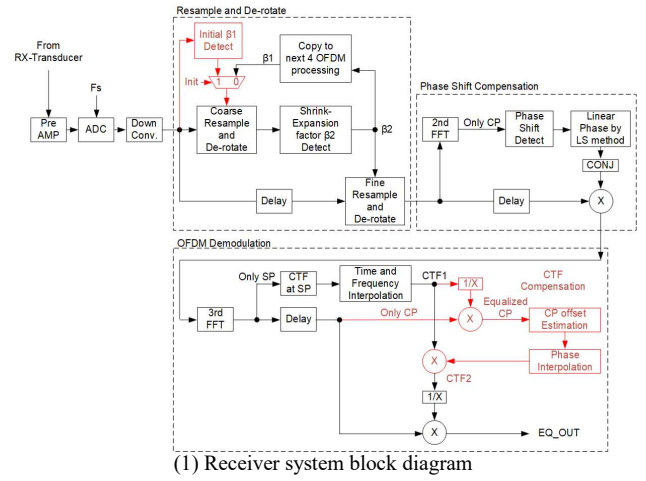 Resample and De-rotate
From
RX-Transducer
Initial β1
Detect
Copy to
next 4 OFDM
processing
β1
Init
1 0
Fs
Pre
AMP
ADC
Down
Conv.
Coarse
Resample
and
De-rotate
Shrink-
Expansion
factor β2
Detect
β2
Delay
Fine
Resample
and
De-rotate
Phase Shift Compensation
2nd
FFT
Only CP
Phase
Shift
Detect
Linear
Phase by
LS method
CONJ
Delay
X
OFDM Demodulation
Only SP
CTF
at SP
Time and
Frequency
Interpolation
CTF1
1/X
CTF
Compensation
Equalized
CP
3rd
FFT
Delay
Only CP
X
CP offset
Estimation
X
Phase
Interpolation
CTF2
1/X
X
EQ_OUT
(1) Receiver system block diagram